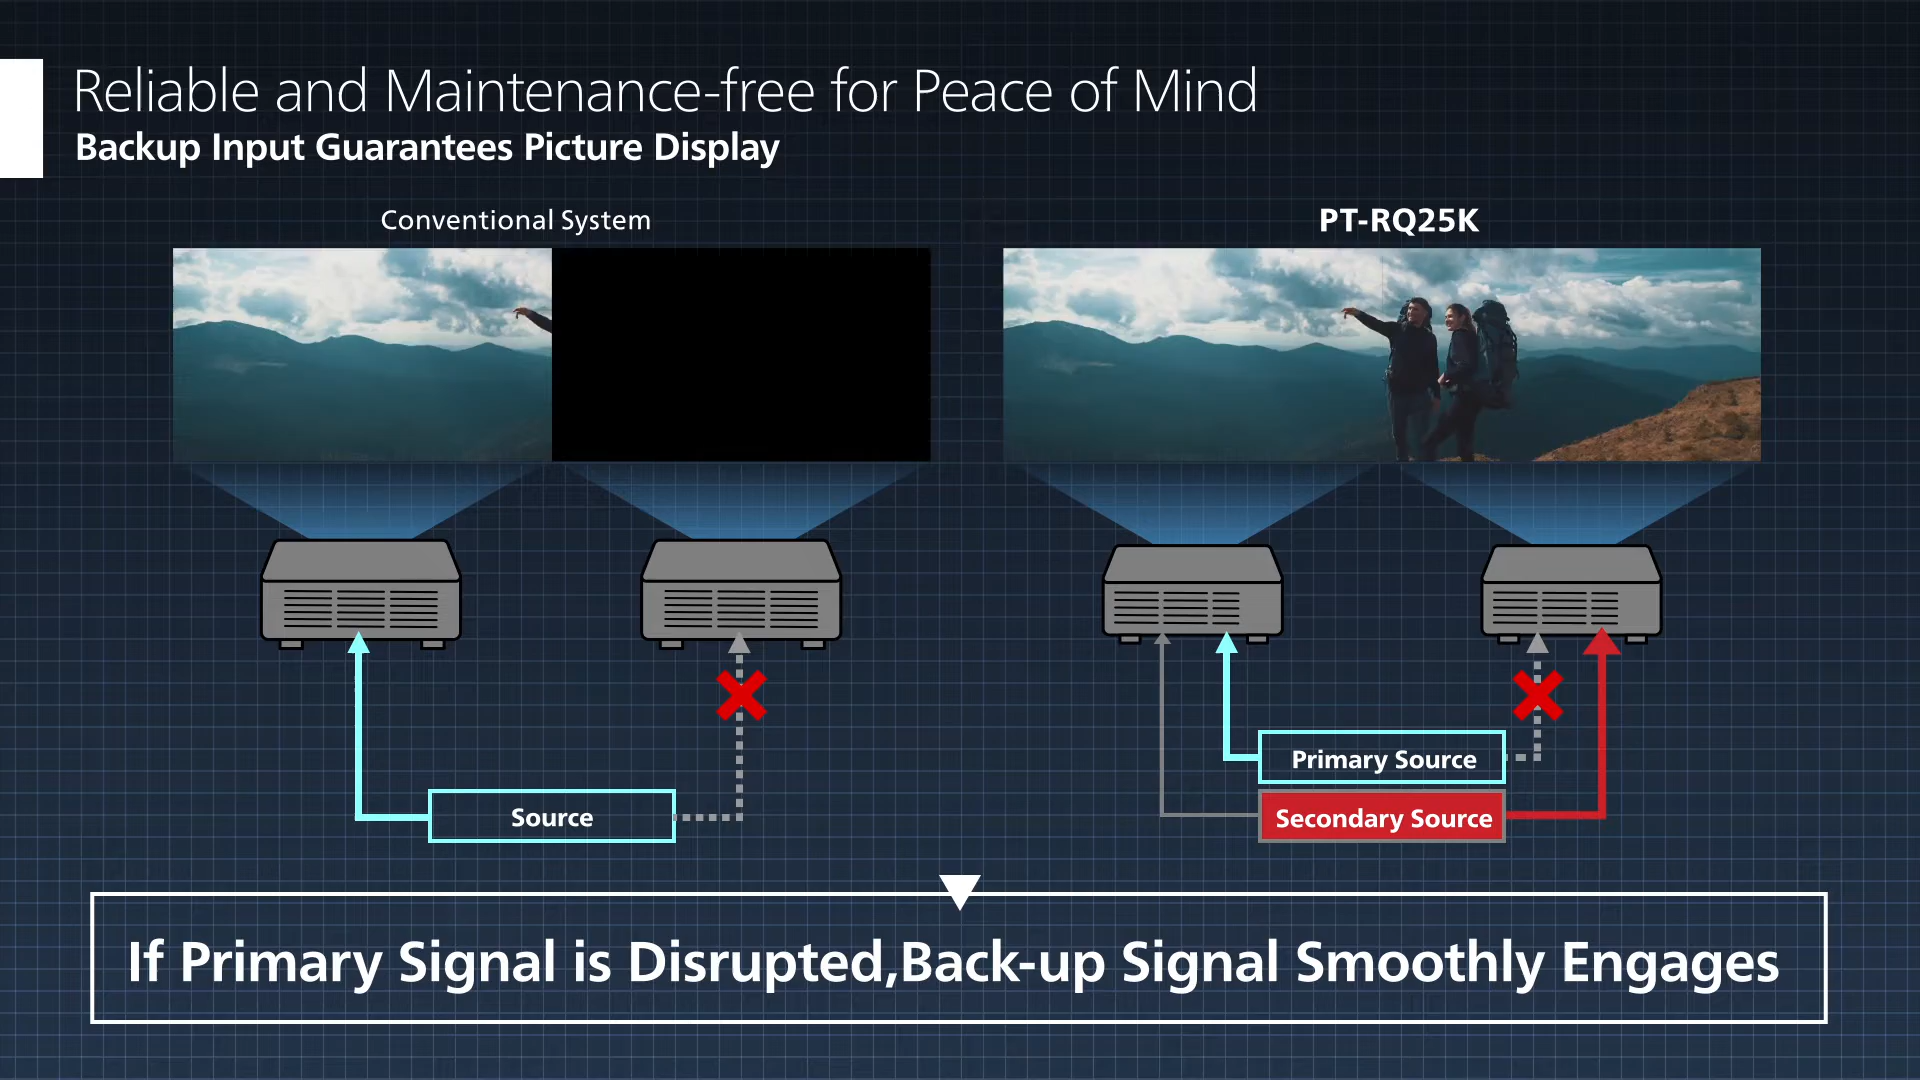 Reliable and Maintenance-free for Peace of Mind
Backup Input Guarantees Picture Display
Conventional System
PT-RQ25K
Source
Primary Source
Secondary Source
If Primary Signal is Disrupted,Back-up Signal Smoothly Engages